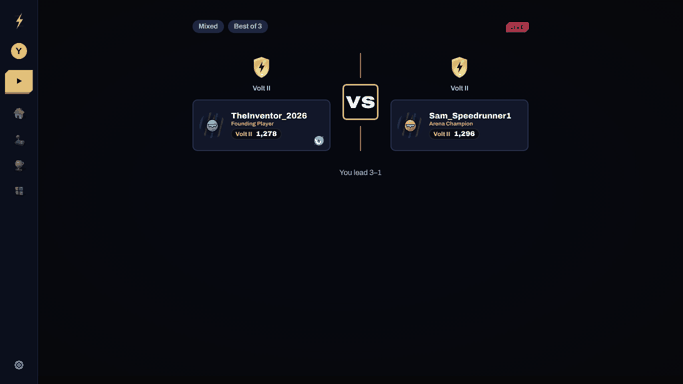 Mixed
Best of 3
Y
Volt II
Volt II
VS
TheInventor_2026
Founding Player
Volt II 1,278
Sam_Speedrunner1
Arena Champion
Volt II 1,296
You lead 3–1